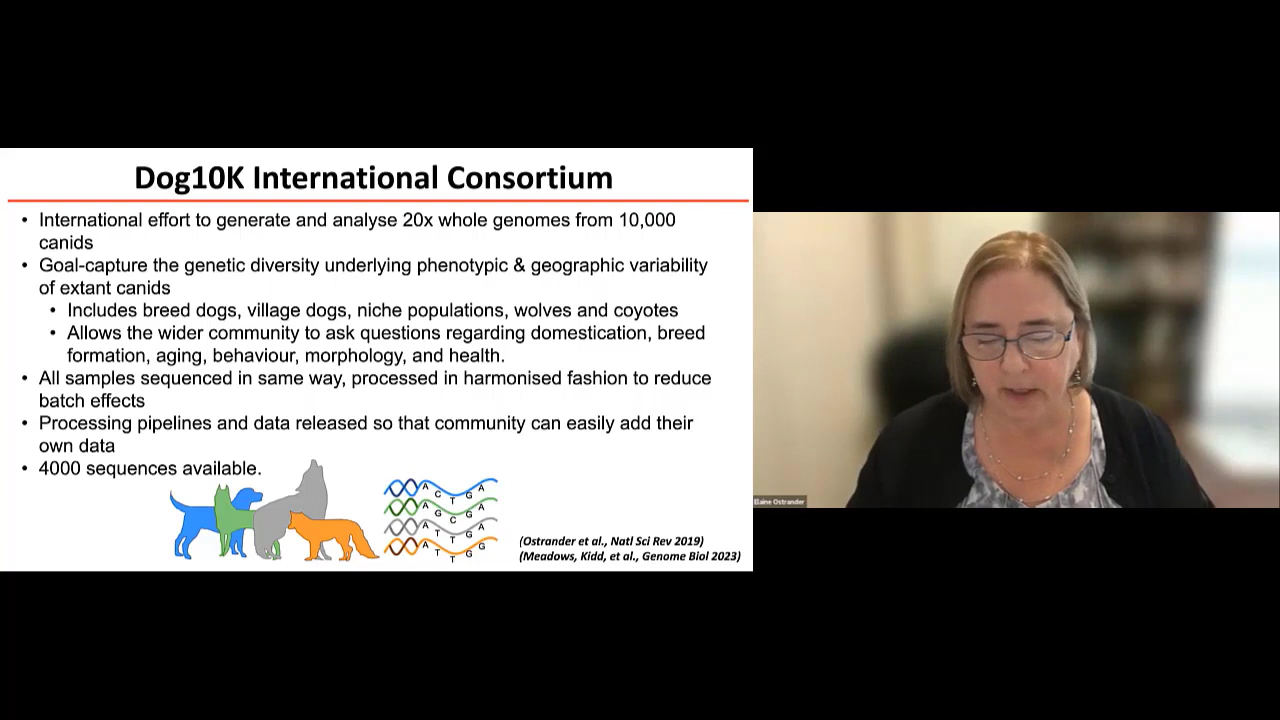 Dog10K International Consortium
• International effort to generate and analyse 20x whole genomes from 10,000
canids
• Goal-capture the genetic diversity underlying phenotypic & geographic variability
of extant canids
• Includes breed dogs, village dogs, niche populations, wolves and coyotes
• Allows the wider community to ask questions regarding domestication, breed
formation, aging, behaviour, morphology, and health.
• All samples sequenced in same way, processed in harmonised fashion to reduce
batch effects
• Processing pipelines and data released so that community can easily add their
own data
• 4000 sequences available.
A C T G A
A G C G A
A T T G A
A T T G G
(Ostrander et al., Natl Sci Rev 2019)
(Meadows, Kidd, et al., Genome Biol 2023)
Elaine Ostrander